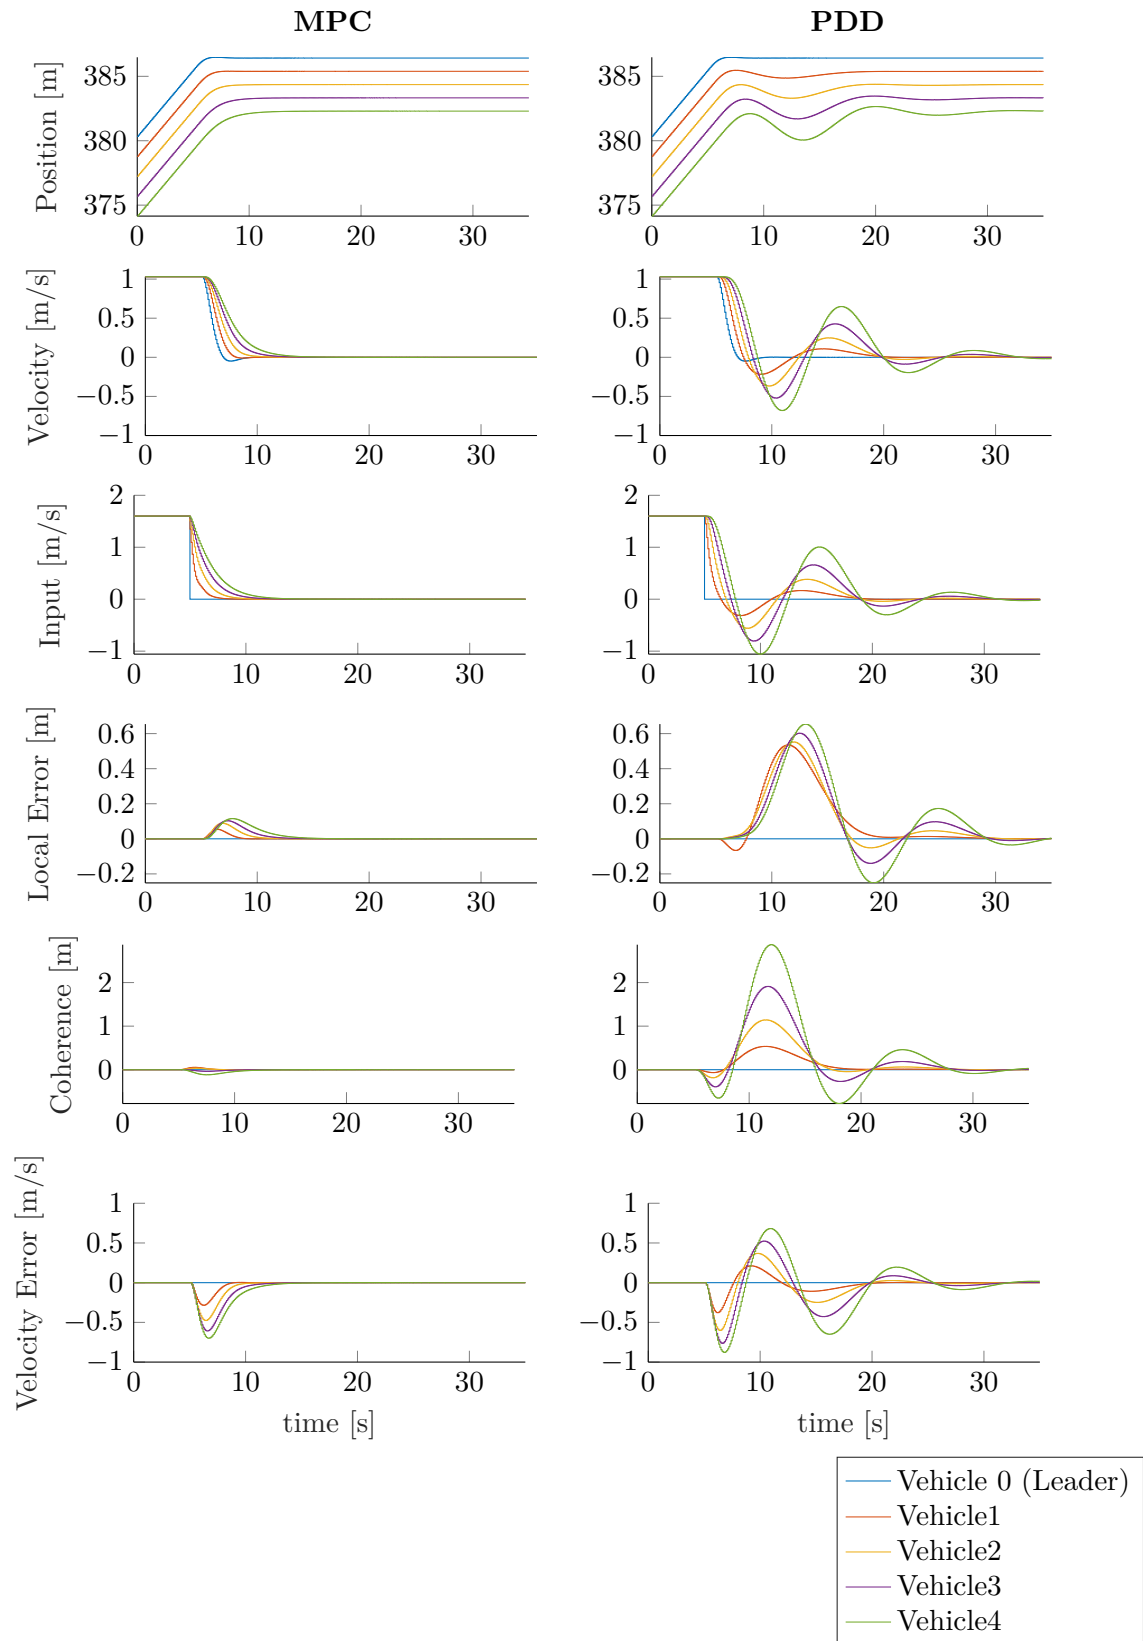 MPC PDD
Position [m]
385
380
375
0 10 20 30
385
380
375
0 10 20 30
Velocity [m/s]
1
0.5
0
−0.5
−1
0 10 20 30
1
0.5
0
−0.5
−1
0 10 20 30
Input [m/s]
2
1
0
−1
0 10 20 30
2
1
0
−1
0 10 20 30
Local Error [m]
0.6
0.4
0.2
0
−0.2
0 10 20 30
0.6
0.4
0.2
0
−0.2
0 10 20 30
Coherence [m]
2
1
0
0 10 20 30
2
1
0
0 10 20 30
Velocity Error [m/s]
1
0.5
0
−0.5
−1
0 10 20 30
time [s]
1
0.5
0
−0.5
−1
0 10 20 30
time [s]
Vehicle 0 (Leader)
Vehicle1
Vehicle2
Vehicle3
Vehicle4